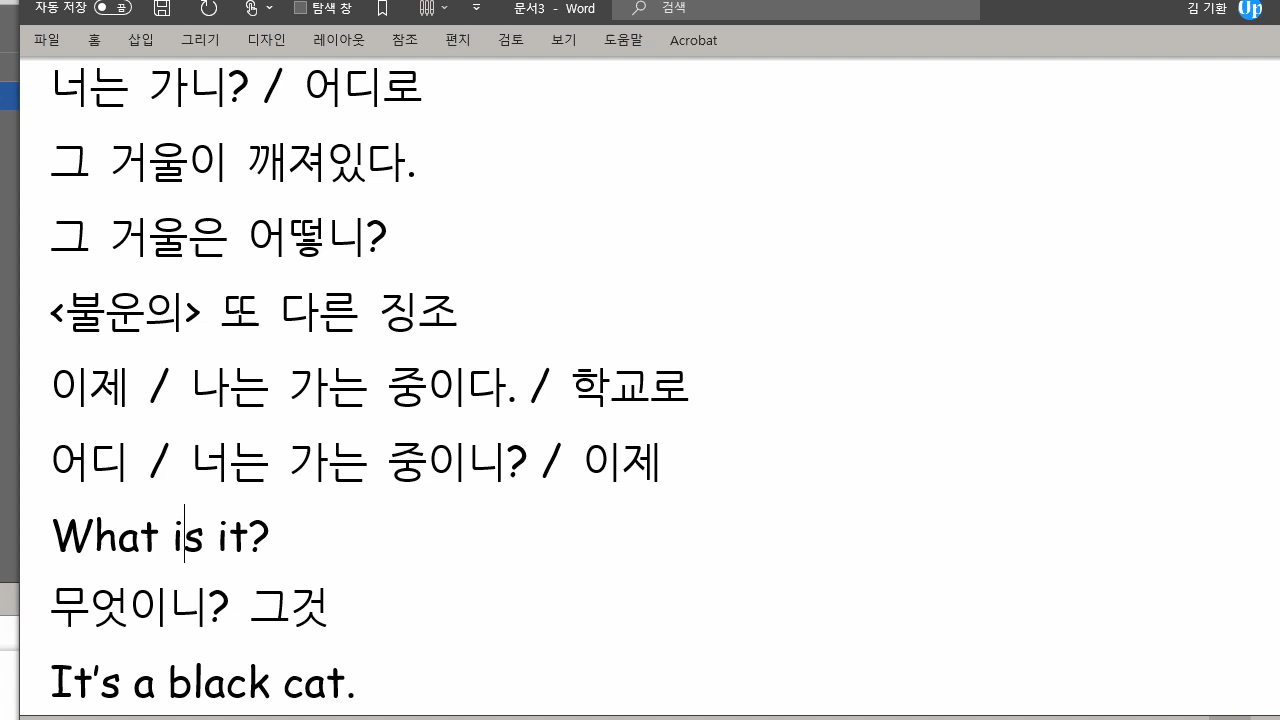 자동 저장 끔 탐색 창 문서3 - Word 검색 김 기환 Up
파일 홈 삽입 그리기 디자인 레이아웃 참조 편지 검토 보기 도움말 Acrobat
너는 가니? / 어디로
그 거울이 깨져있다.
그 거울은 어떻니?
<불운의> 또 다른 징조
이제 / 나는 가는 중이다. / 학교로
어디 / 너는 가는 중이니? / 이제
What is it?
무엇이니? 그것
It's a black cat.